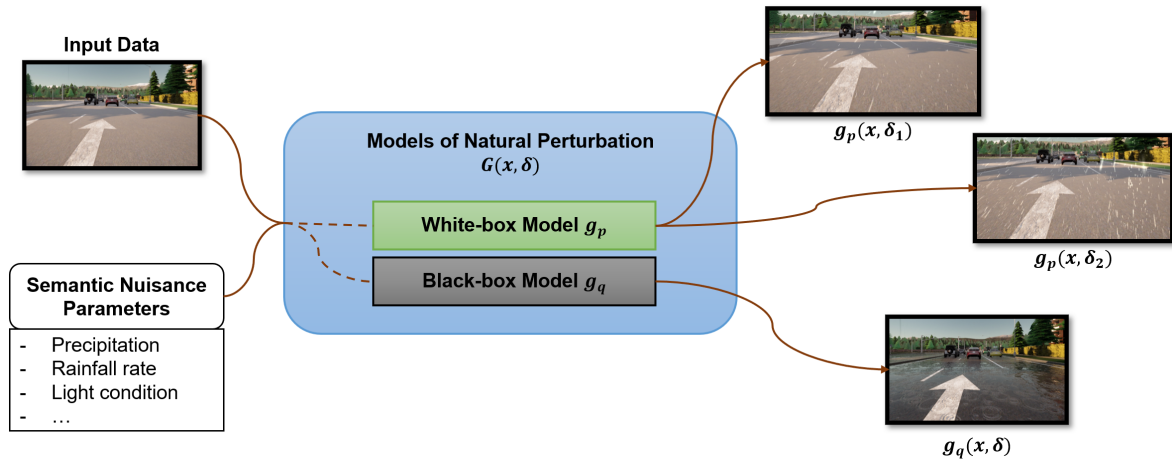 Input Data
Semantic Nuisance
Parameters
- Precipitation
- Rainfall rate
- Light condition
- …
Models of Natural Perturbation
G(x, δ)
White-box Model g_p
Black-box Model g_q
g_p(x, δ_1)
g_p(x, δ_2)
g_q(x, δ)